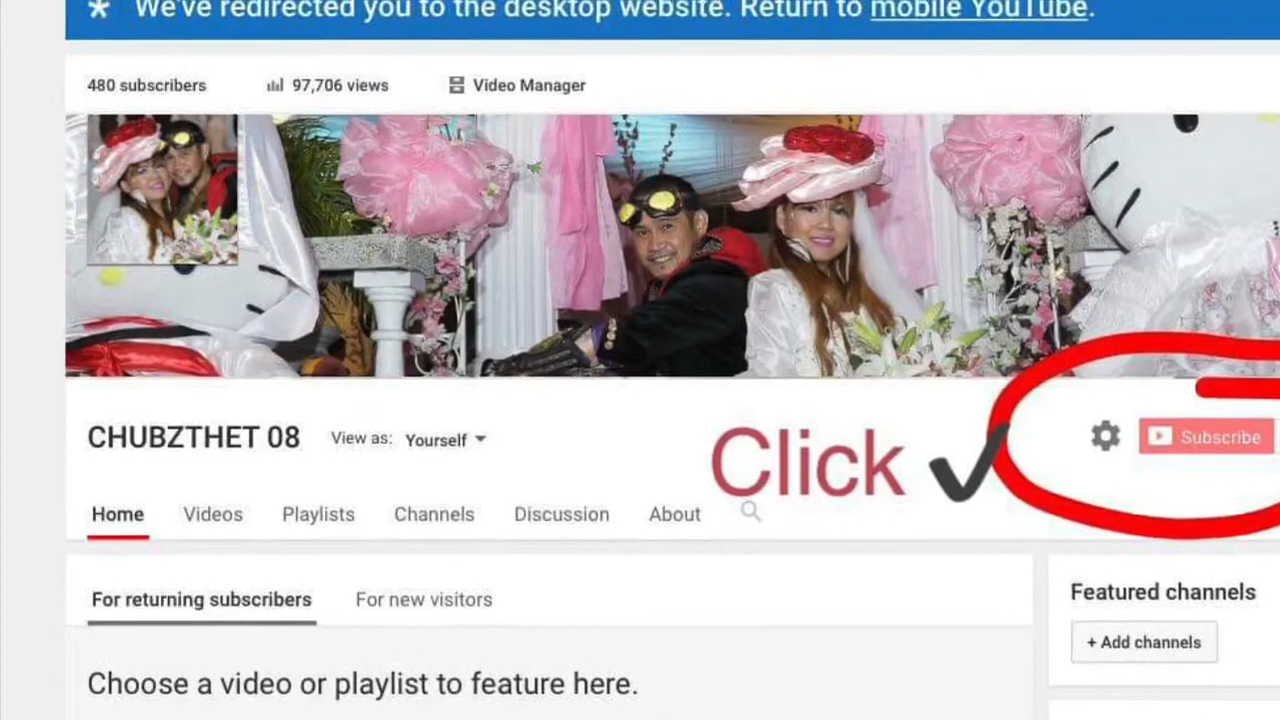 * We've redirected you to the desktop website. Return to mobile YouTube.
480 subscribers 97,706 views Video Manager
CHUBZTHET 08 View as: Yourself
Click
Subscribe
Home Videos Playlists Channels Discussion About
For returning subscribers For new visitors
Featured channels
+ Add channels
Choose a video or playlist to feature here.